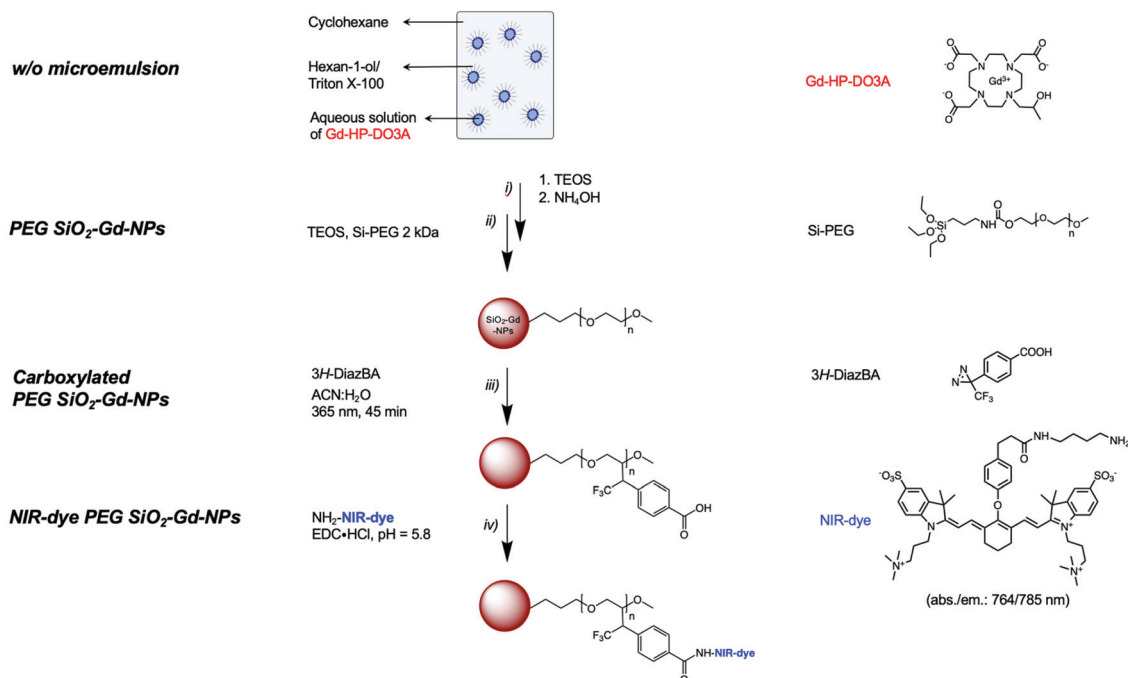 w/o microemulsion
Cyclohexane
Hexan-1-ol/
Triton X-100
Aqueous solution
of Gd-HP-DO3A
Gd-HP-DO3A
O
-O
O
O-
N
N
Gd3+
-O
O
N
N
OH
O
O-
i)
1. TEOS
2. NH4OH
PEG SiO2-Gd-NPs
TEOS, Si-PEG 2 kDa
ii)
Si-PEG
O
O Si
O
NH
O
O
O
n
O
SiO2-Gd
-NPs
O
n
O
Carboxylated
PEG SiO2-Gd-NPs
3H-DiazBA
ACN:H2O
365 nm, 45 min
iii)
3H-DiazBA
N
N
CF3
COOH
O
n
O
F3C
OH
O
NIR-dye PEG SiO2-Gd-NPs
NH2-NIR-dye
EDC•HCl, pH = 5.8
iv)
NIR-dye
H
N
NH2
O
-O3S
SO3-
O
N
N+
N+
N+
(abs./em.: 764/785 nm)
O
n
O
F3C
NH-NIR-dye
O